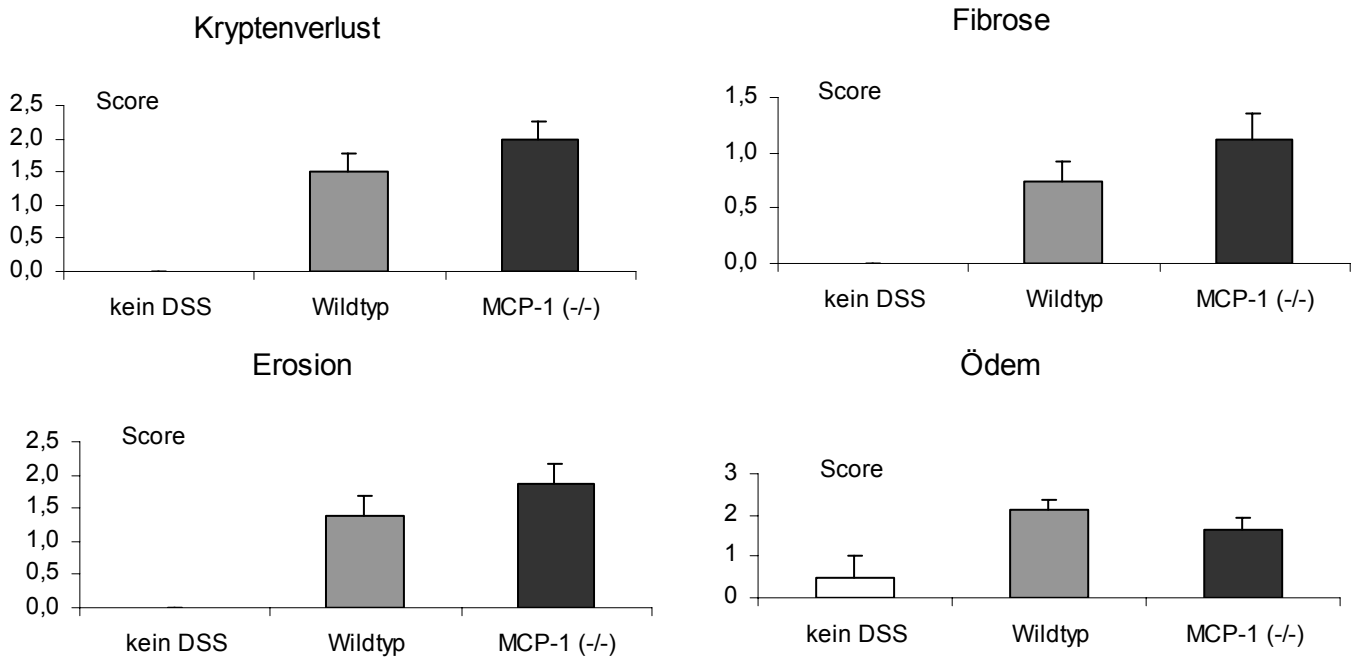 Kryptenverlust
Score
2,5
2,0
1,5
1,0
0,5
0,0
kein DSS Wildtyp MCP-1 (-/-)
Fibrose
Score
1,5
1,0
0,5
0,0
kein DSS Wildtyp MCP-1 (-/-)
Erosion
Score
2,5
2,0
1,5
1,0
0,5
0,0
kein DSS Wildtyp MCP-1 (-/-)
Ödem
Score
3
2
1
0
kein DSS Wildtyp MCP-1 (-/-)